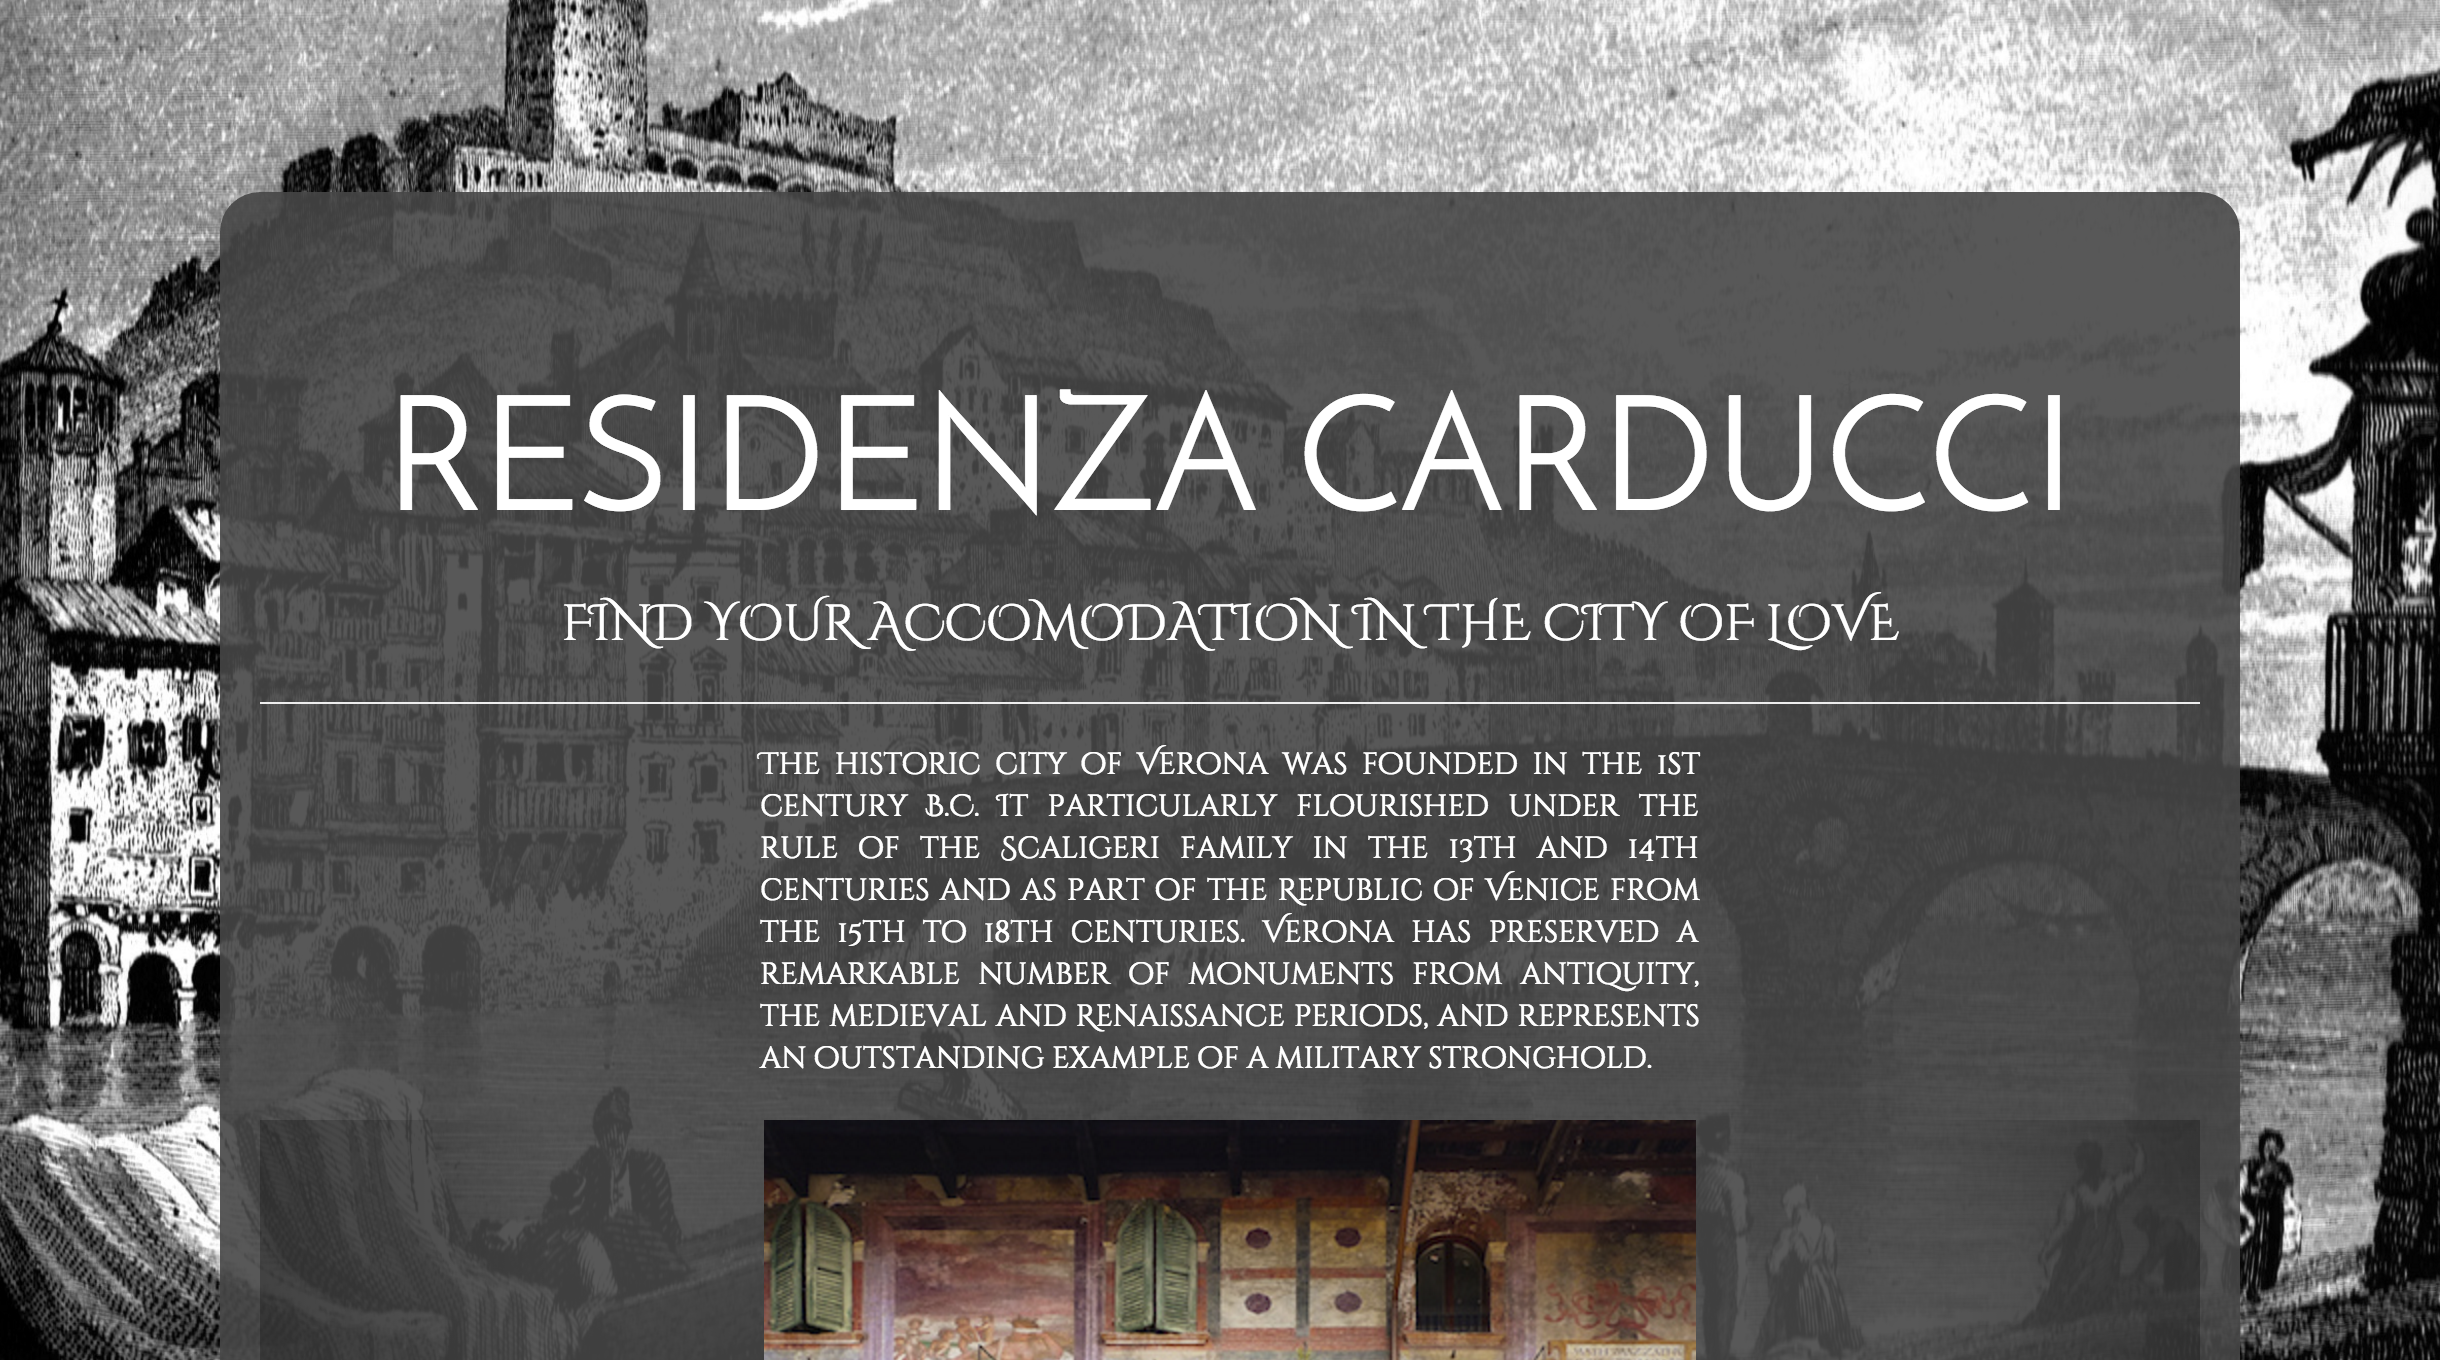 RESIDENZA CARDUCCI
FIND YOUR ACCOMODATION IN THE CITY OF LOVE
THE HISTORIC CITY OF VERONA WAS FOUNDED IN THE 1ST
CENTURY B.C. IT PARTICULARLY FLOURISHED UNDER THE
RULE OF THE SCALIGERI FAMILY IN THE 13TH AND 14TH
CENTURIES AND AS PART OF THE REPUBLIC OF VENICE FROM
THE 15TH TO 18TH CENTURIES. VERONA HAS PRESERVED A
REMARKABLE NUMBER OF MONUMENTS FROM ANTIQUITY,
THE MEDIEVAL AND RENAISSANCE PERIODS, AND REPRESENTS
AN OUTSTANDING EXAMPLE OF A MILITARY STRONGHOLD.